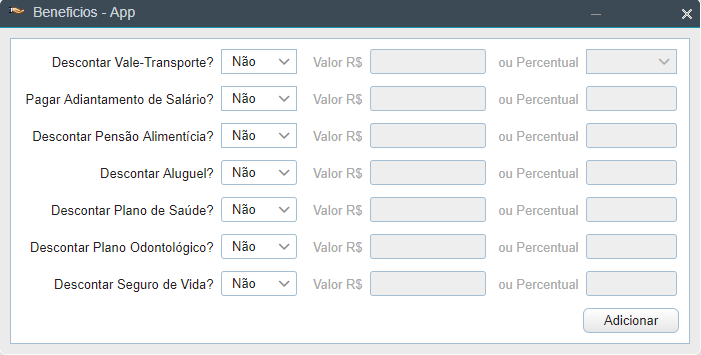 Beneficios - App
Descontar Vale-Transporte? Não Valor R$ ou Percentual
Pagar Adiantamento de Salário? Não Valor R$ ou Percentual
Descontar Pensão Alimentícia? Não Valor R$ ou Percentual
Descontar Aluguel? Não Valor R$ ou Percentual
Descontar Plano de Saúde? Não Valor R$ ou Percentual
Descontar Plano Odontológico? Não Valor R$ ou Percentual
Descontar Seguro de Vida? Não Valor R$ ou Percentual
Adicionar